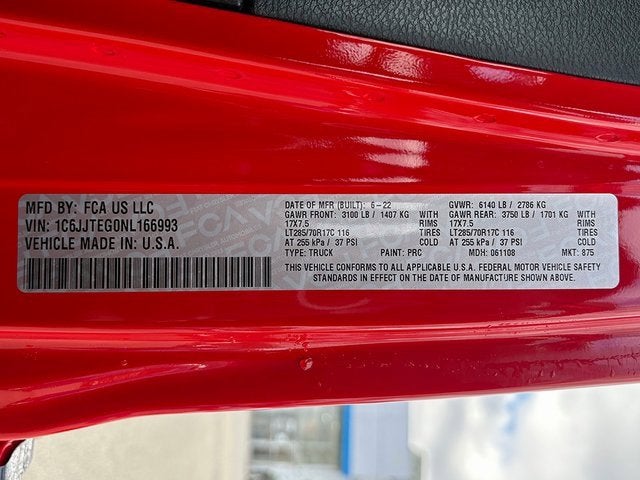 MFD BY: FCA US LLC
VIN: 1C6JJTEG0NL166993
VEHICLE MADE IN: U.S.A.
DATE OF MFR (BUILT): 6-22 GVWR: 6140 LB / 2786 KG
GAWR FRONT: 3100 LB / 1407 KG WITH GAWR REAR: 3750 LB / 1701 KG WITH
17X7.5 RIMS 17X7.5 RIMS
LT285/70R17C 116 TIRES LT285/70R17C 116 TIRES
AT 255 kPa / 37 PSI AT 255 kPa / 37 PSI
TYPE: TRUCK PAINT: PRC MDH: 061108 MKT: 875
THIS VEHICLE CONFORMS TO ALL APPLICABLE U.S.A. FEDERAL MOTOR VEHICLE SAFETY
STANDARDS IN EFFECT ON THE DATE OF MANUFACTURE SHOWN ABOVE.